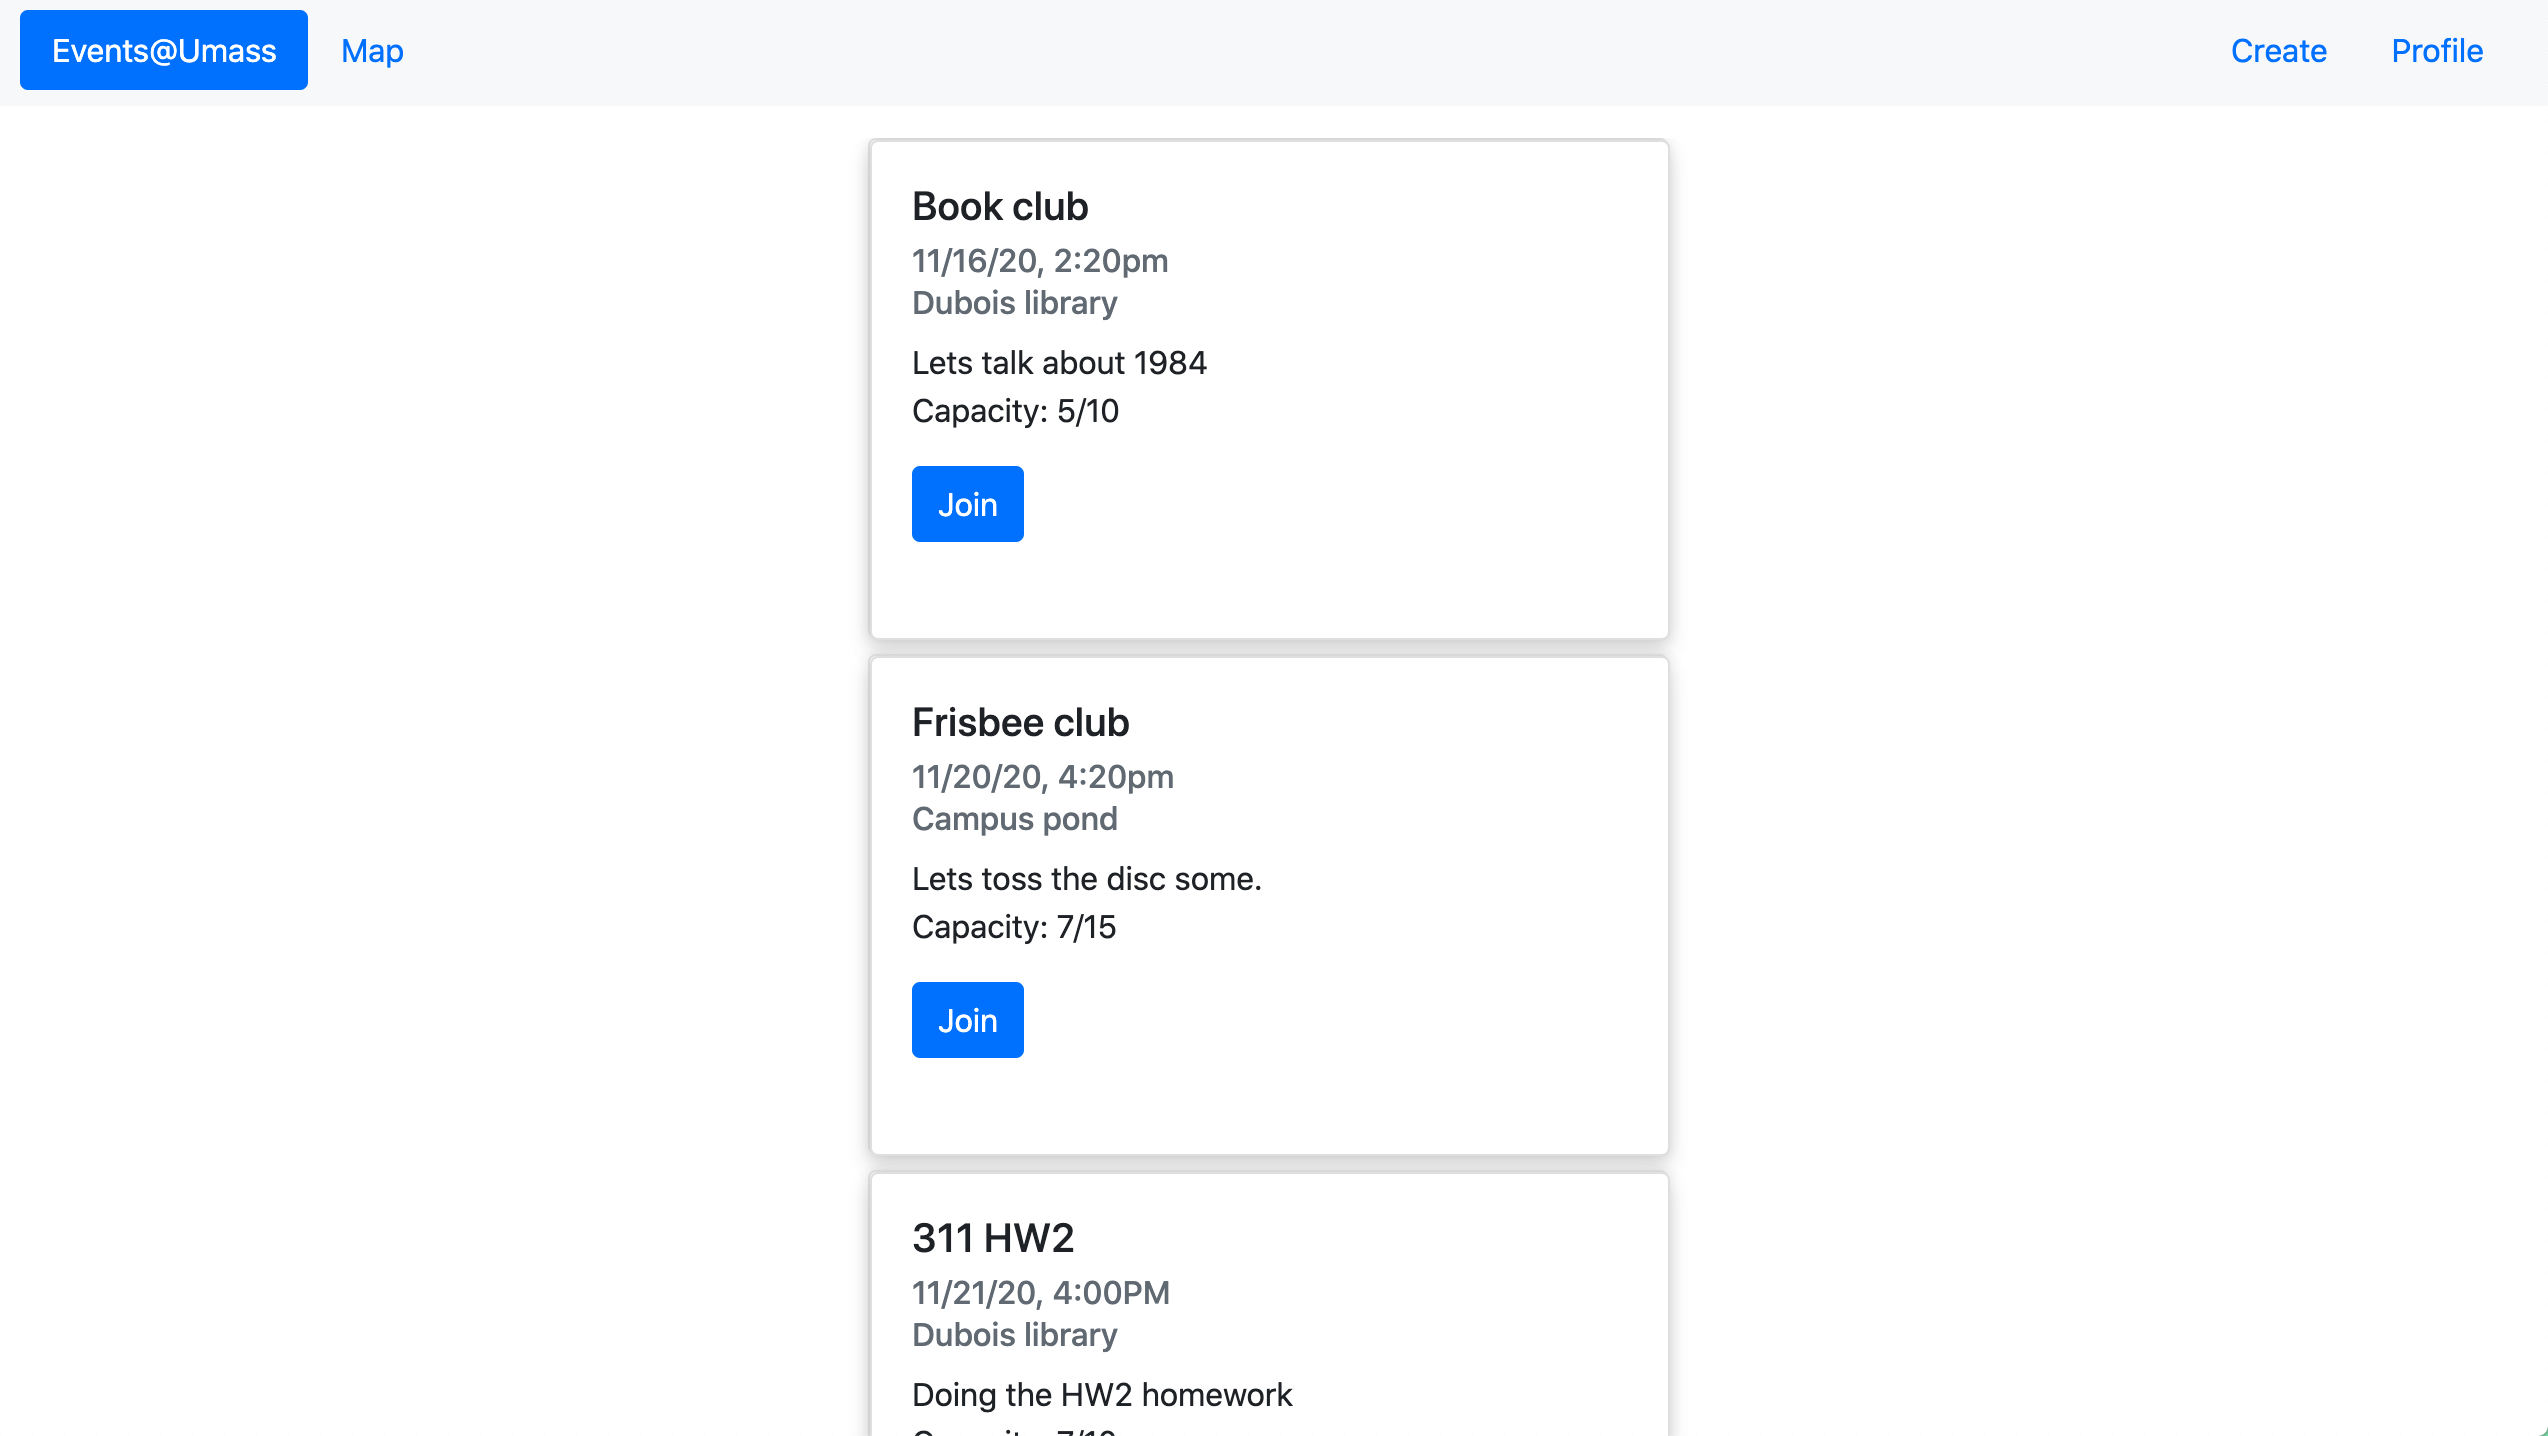 Events@Umass Map Create Profile
Book club
11/16/20, 2:20pm
Dubois library
Lets talk about 1984
Capacity: 5/10
Join
Frisbee club
11/20/20, 4:20pm
Campus pond
Lets toss the disc some.
Capacity: 7/15
Join
311 HW2
11/21/20, 4:00PM
Dubois library
Doing the HW2 homework